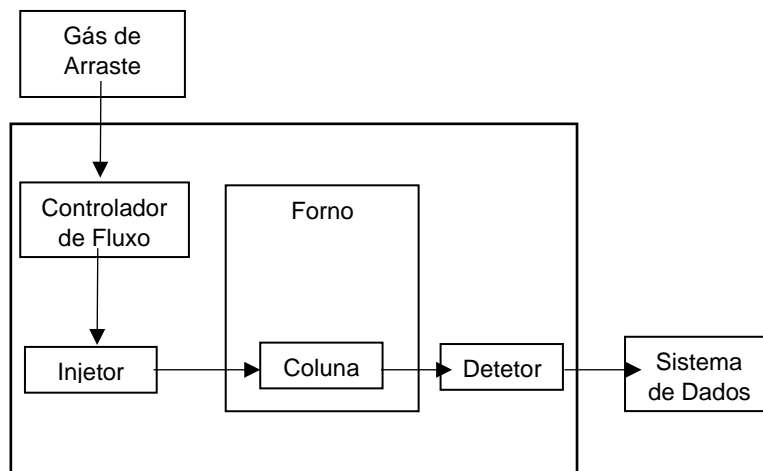 Gás de
Arraste
Controlador
de Fluxo
Forno
Injetor
Coluna
Detetor
Sistema
de Dados